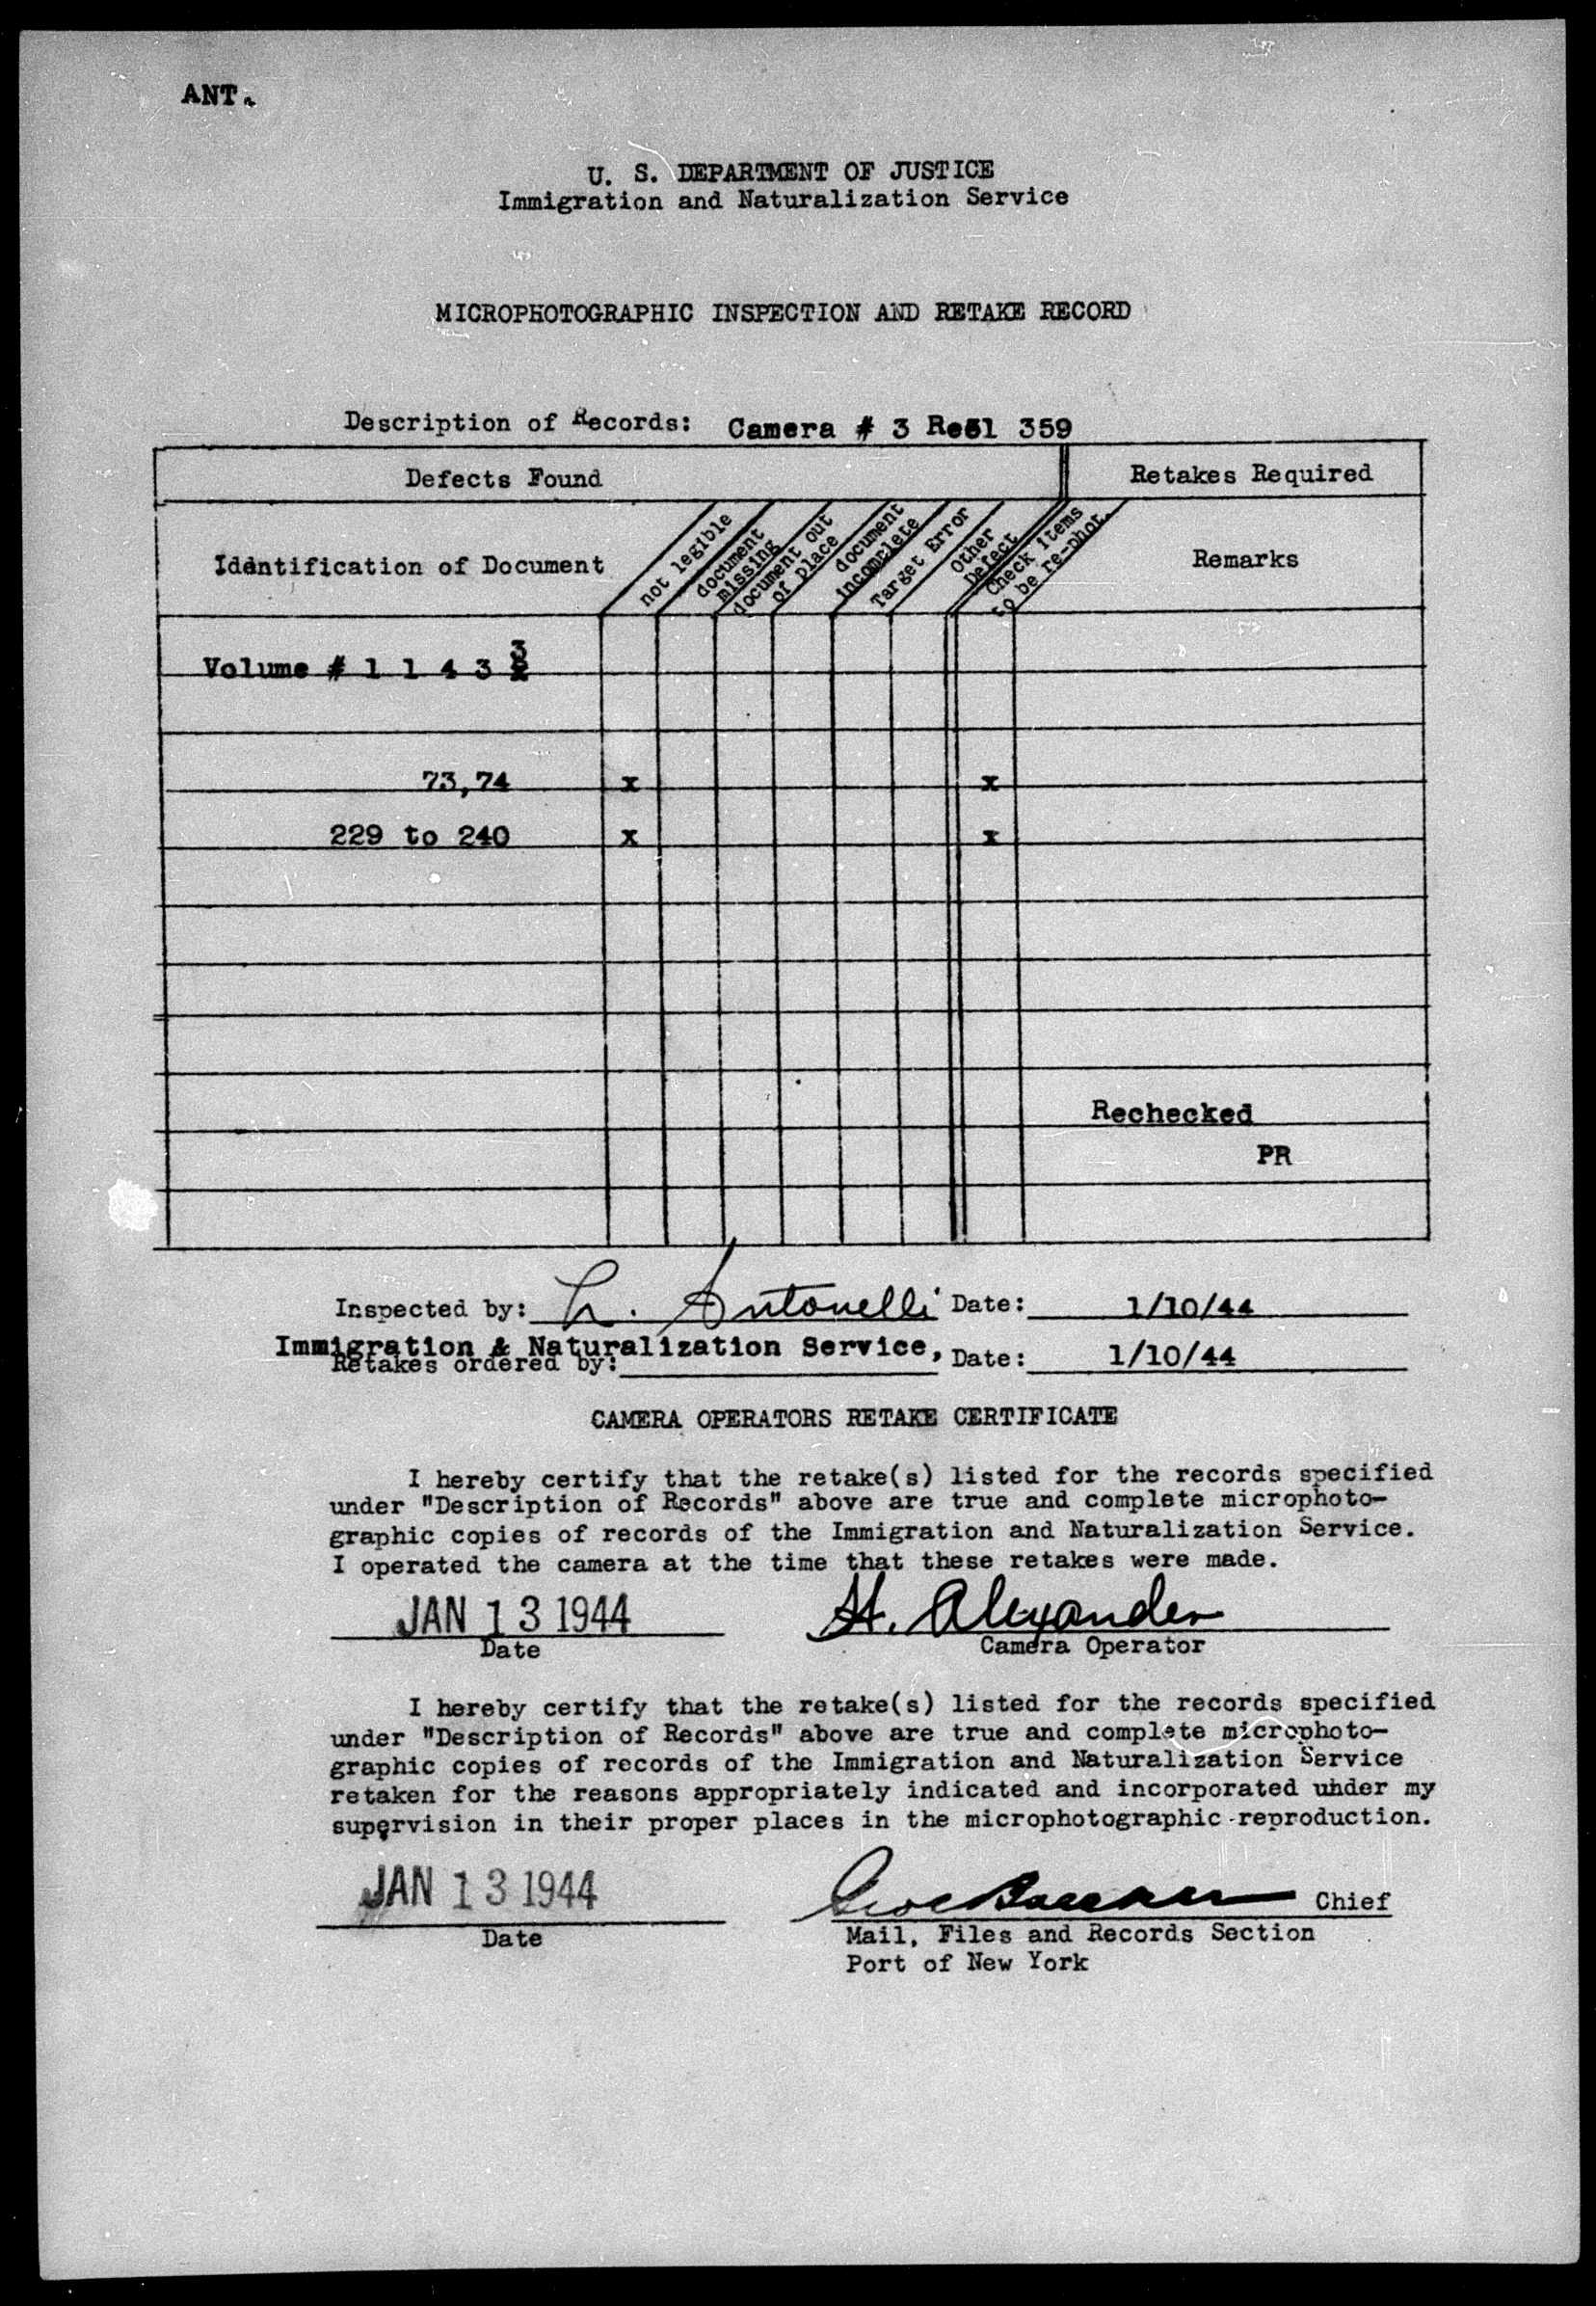 ANT.
U. S. DEPARTMENT OF JUSTICE
Immigration and Naturalization Service
MICROPHOTOGRAPHIC INSPECTION AND RETAKE RECORD
Description of Records: Camera # 3 Reel 359
Defects Found
Retakes Required
Identification of Document
not legible
document missing
document out of place
document incomplete
Target Error
Other Defect
Check items to be re-phot.
Remarks
Volume # 1 1 4 3 3
73,74 x x
229 to 240 x x
Rechecked
PR
Inspected by: L. Antonelli Date: 1/10/44
Immigration & Naturalization Service,
Retakes ordered by: Date: 1/10/44
CAMERA OPERATORS RETAKE CERTIFICATE
I hereby certify that the retake(s) listed for the records specified
under "Description of Records" above are true and complete microphoto-
graphic copies of records of the Immigration and Naturalization Service.
I operated the camera at the time that these retakes were made.
JAN 13 1944 H. Alexander
Date Camera Operator
I hereby certify that the retake(s) listed for the records specified
under "Description of Records" above are true and complete microphoto-
graphic copies of records of the Immigration and Naturalization Service
retaken for the reasons appropriately indicated and incorporated under my
supervision in their proper places in the microphotographic reproduction.
JAN 13 1944 Chief
Date Mail, Files and Records Section
Port of New York